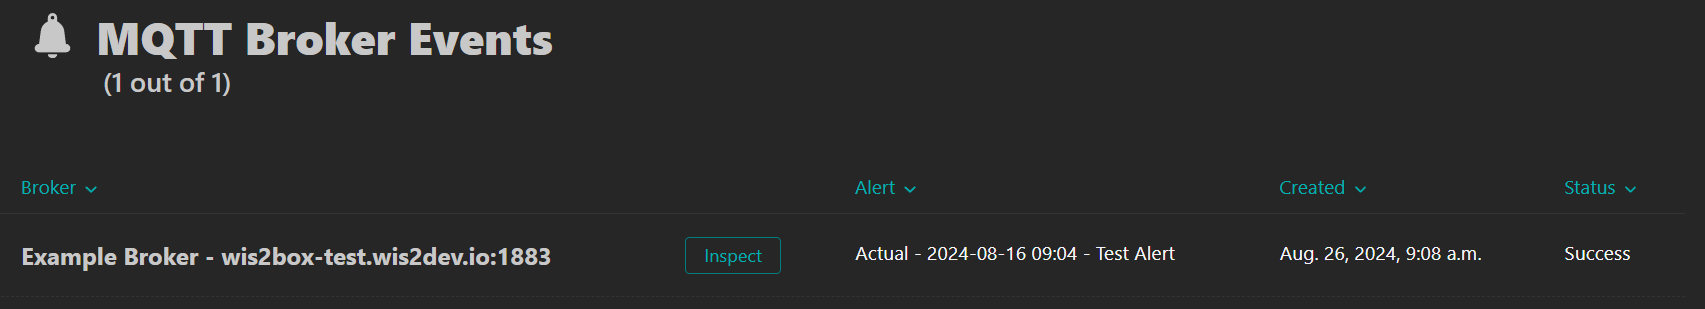 MQTT Broker Events
(1 out of 1)
Broker Alert Created Status
Example Broker - wis2box-test.wis2dev.io:1883 Inspect Actual - 2024-08-16 09:04 - Test Alert Aug. 26, 2024, 9:08 a.m. Success